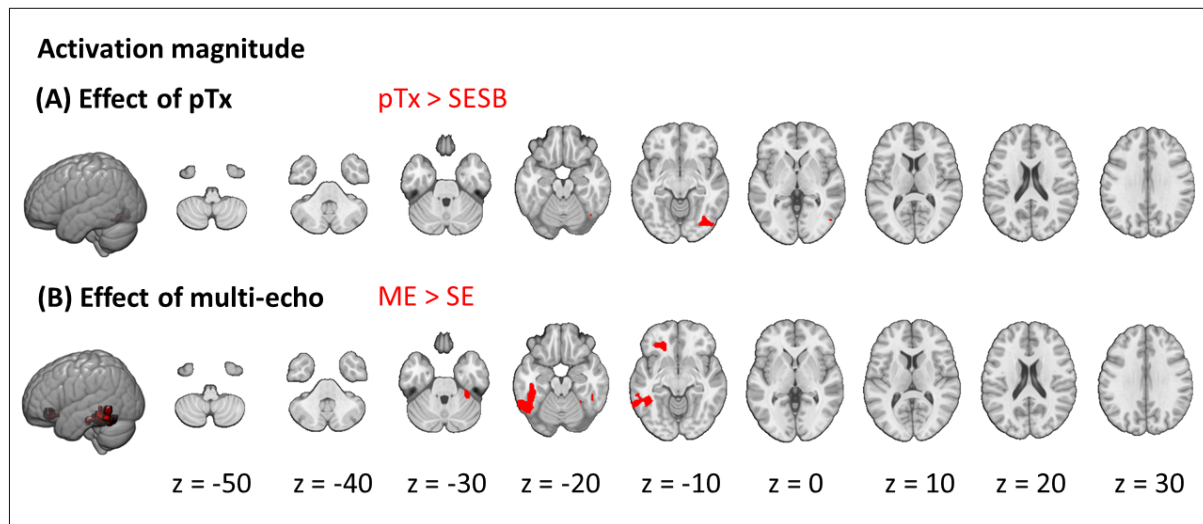 Activation magnitude
(A) Effect of pTx pTx > SESB
(B) Effect of multi-echo ME > SE
z = -50 z = -40 z = -30 z = -20 z = -10 z = 0 z = 10 z = 20 z = 30